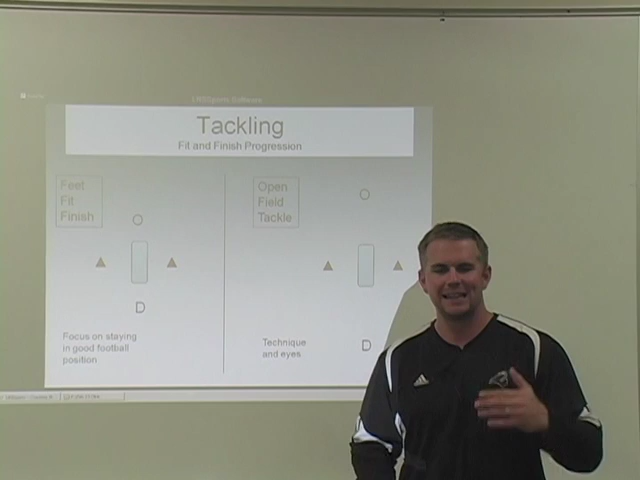 Tackling
Fit and Finish Progression
Feet
Fit
Finish
O
D
Focus on staying
in good football
position
Open
Field
Tackle
O
D
Technique
and eyes